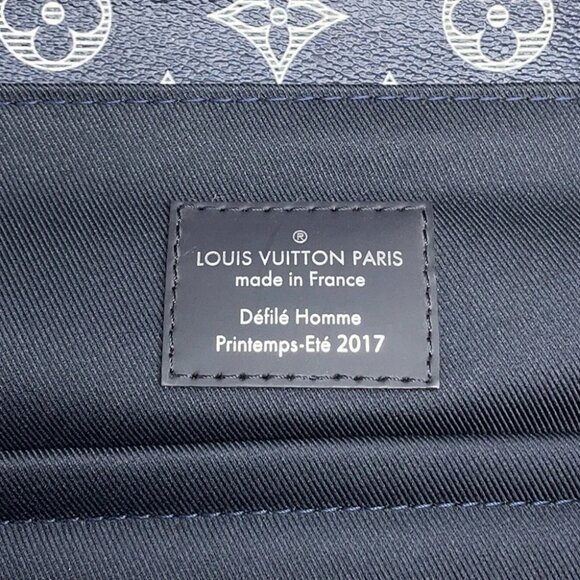 ®
LOUIS VUITTON PARIS
made in France
Défilé Homme
Printemps-Eté 2017